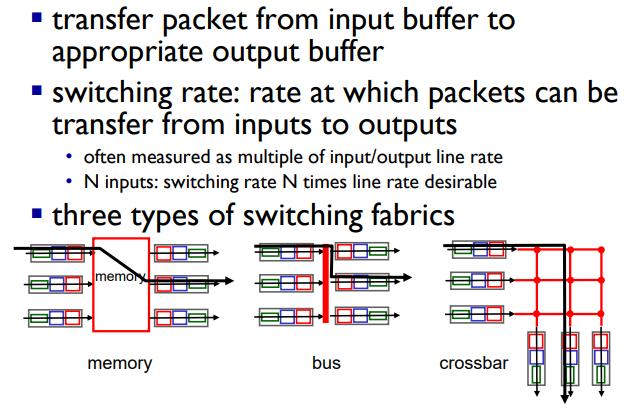 transfer packet from input buffer to
appropriate output buffer
switching rate: rate at which packets can be
transfer from inputs to outputs
often measured as multiple of input/output line rate
N inputs: switching rate N times line rate desirable
three types of switching fabrics
memory
memory
bus
crossbar